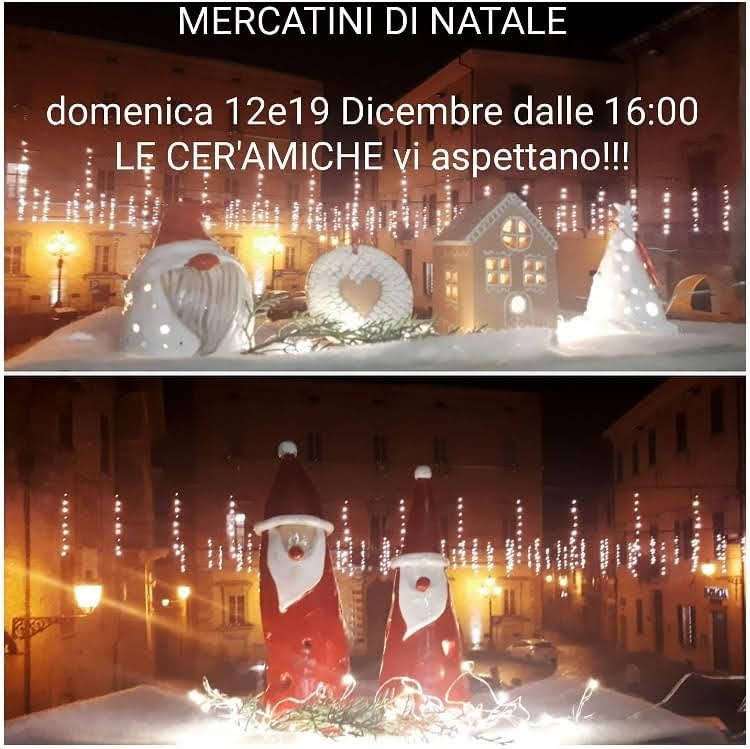 MERCATINI DI NATALE
domenica 12e19 Dicembre dalle 16:00
LE CER'AMICHE vi aspettano!!!